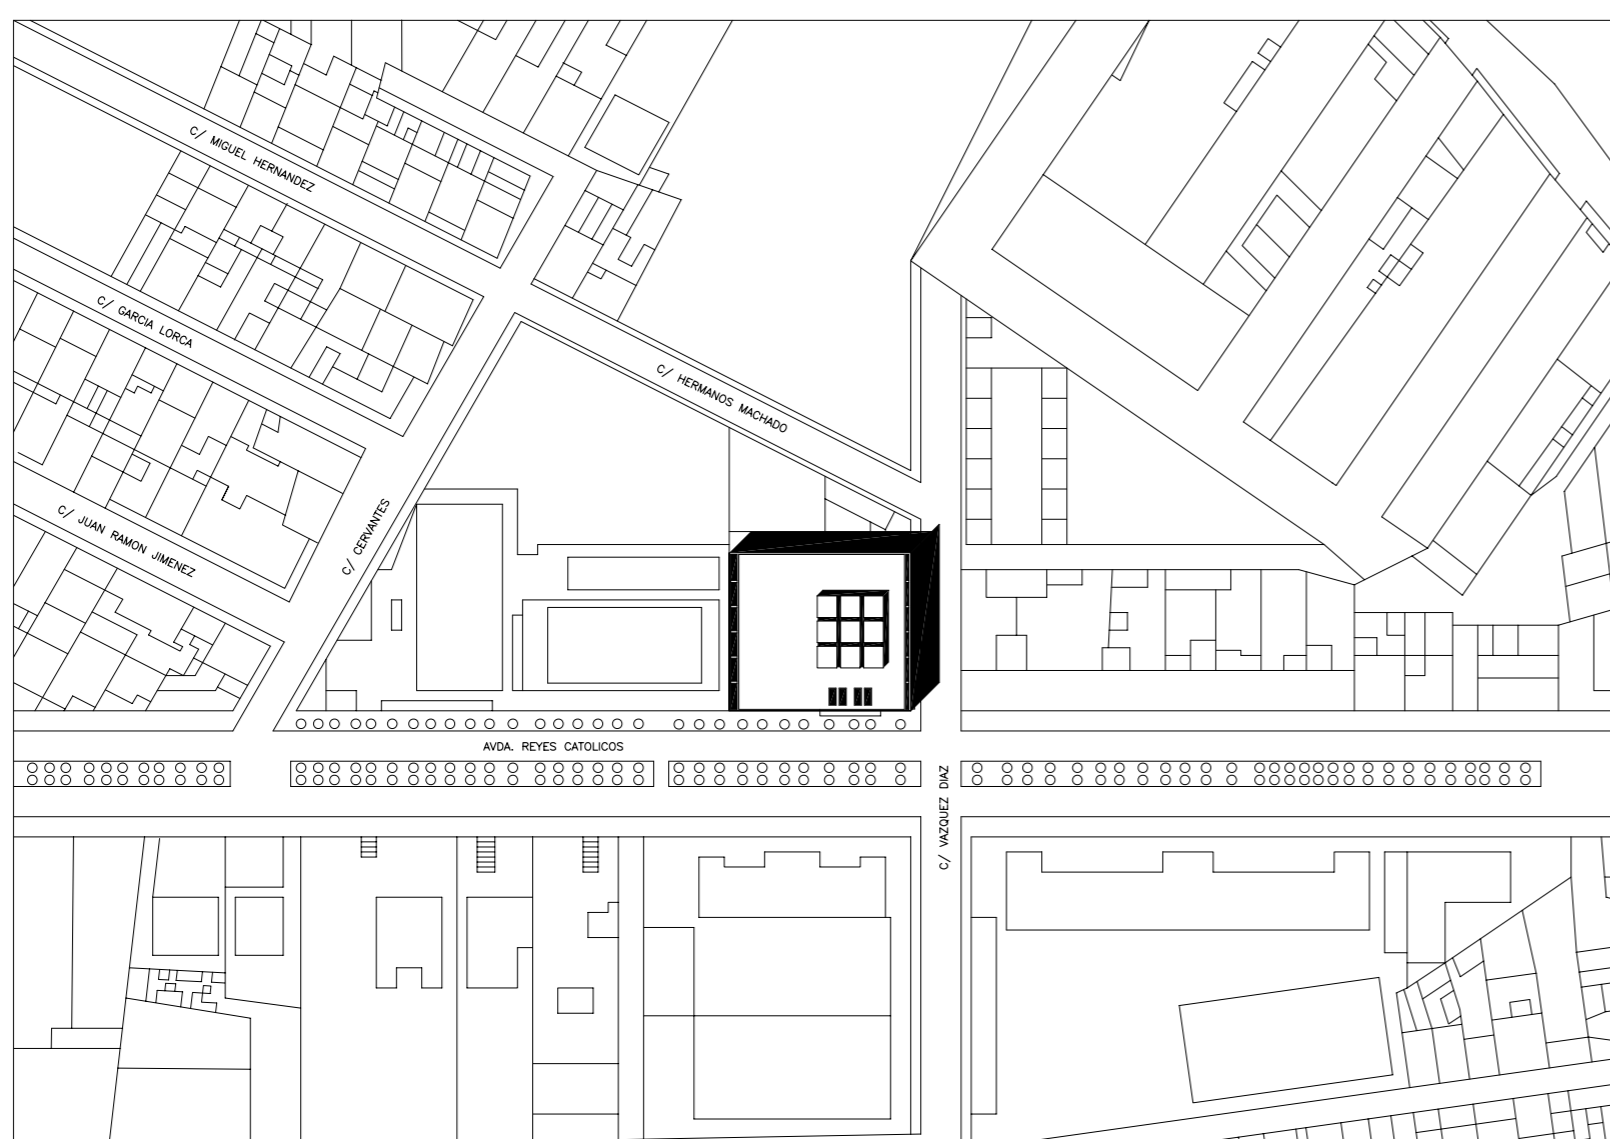 C/ MIGUEL HERNANDEZ
C/ GARCIA LORCA
C/ HERMANOS MACHADO
C/ JUAN RAMON JIMENEZ
C/ CERVANTES
AVDA. REYES CATOLICOS
C/ VAZQUEZ DIAZ